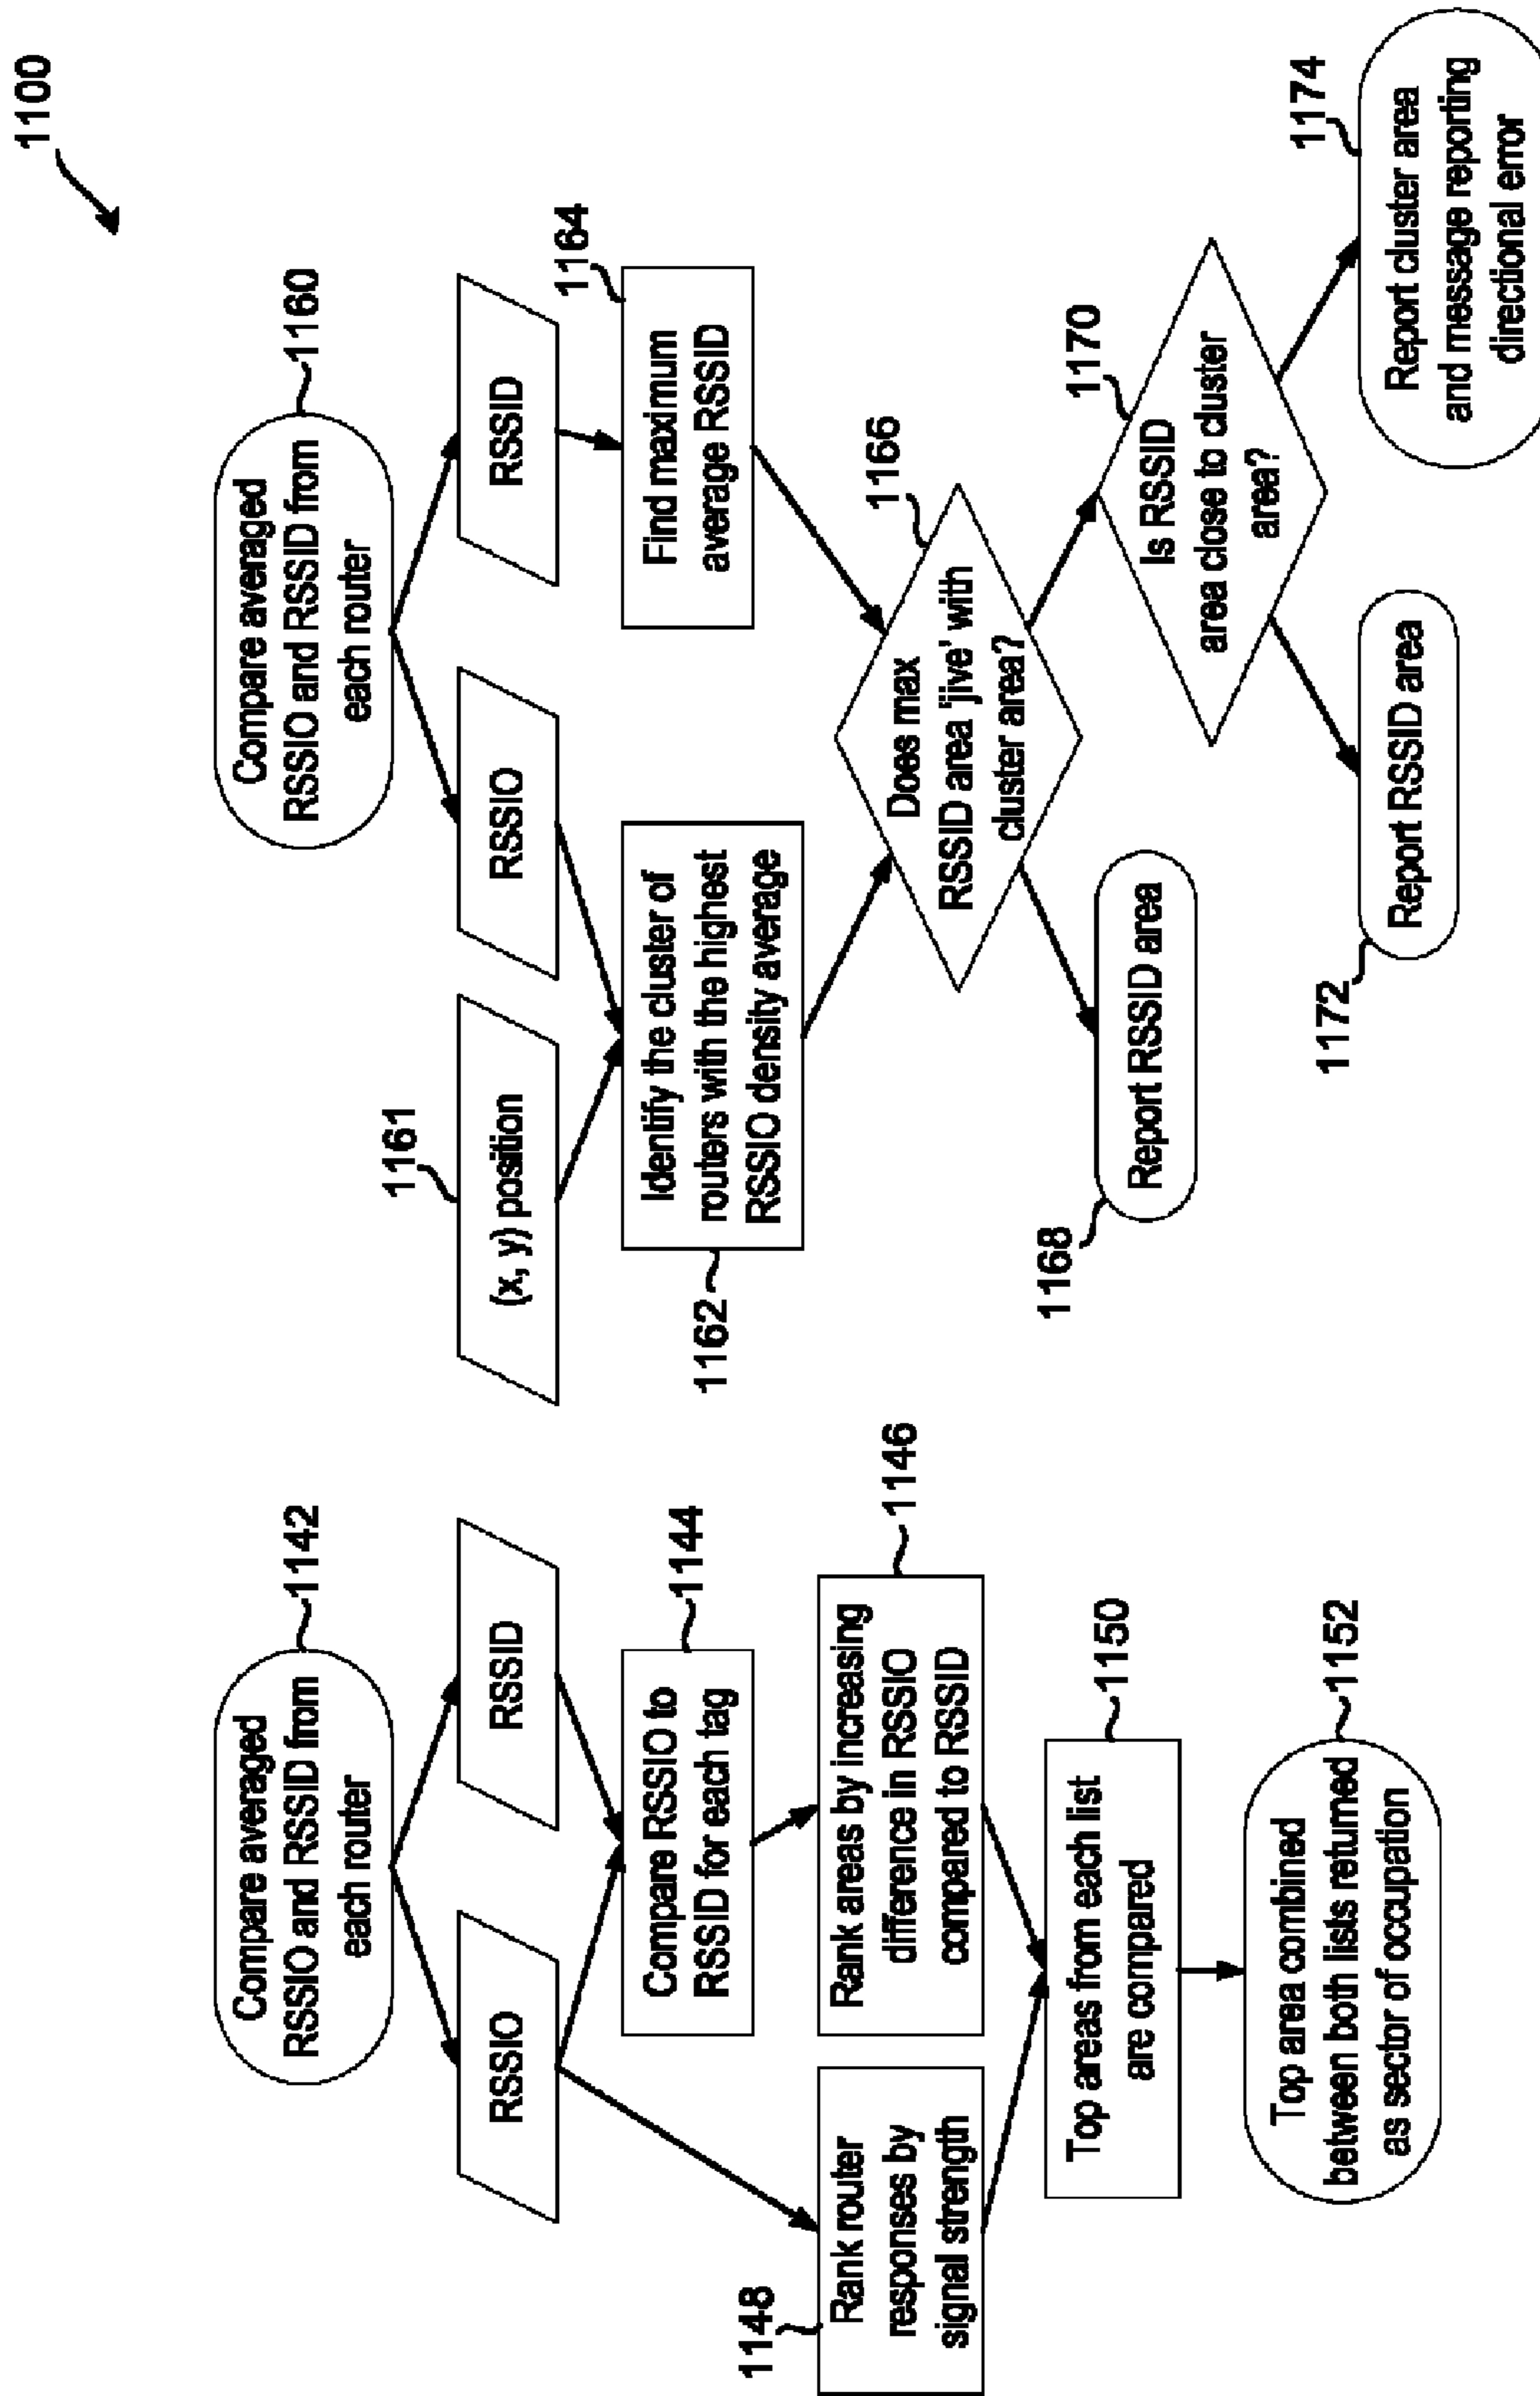 1100
Compare averaged
RSSIO and RSSID from
each router
1142
RSSIO
RSSID
Compare RSSIO to
RSSID for each tag
1144
1148
Rank router
responses by
signal strength
Rank areas by increasing
difference in RSSIO
compared to RSSID
1146
Top areas from each list
are compared
1150
Top area combined
between both lists returned
as sector of occupation
1152
Compare averaged
RSSIO and RSSID from
each router
1160
1161
(x, y) position
RSSIO
RSSID
Identify the cluster of
routers with the highest
RSSIO density average
1162
Find maximum
average RSSID
1164
Does max
RSSID area 'jive' with
cluster area?
1166
1168
Report RSSID area
Is RSSID
area close to cluster
area?
1170
1172
Report RSSID area
Report cluster area
and message reporting
directional error
1174